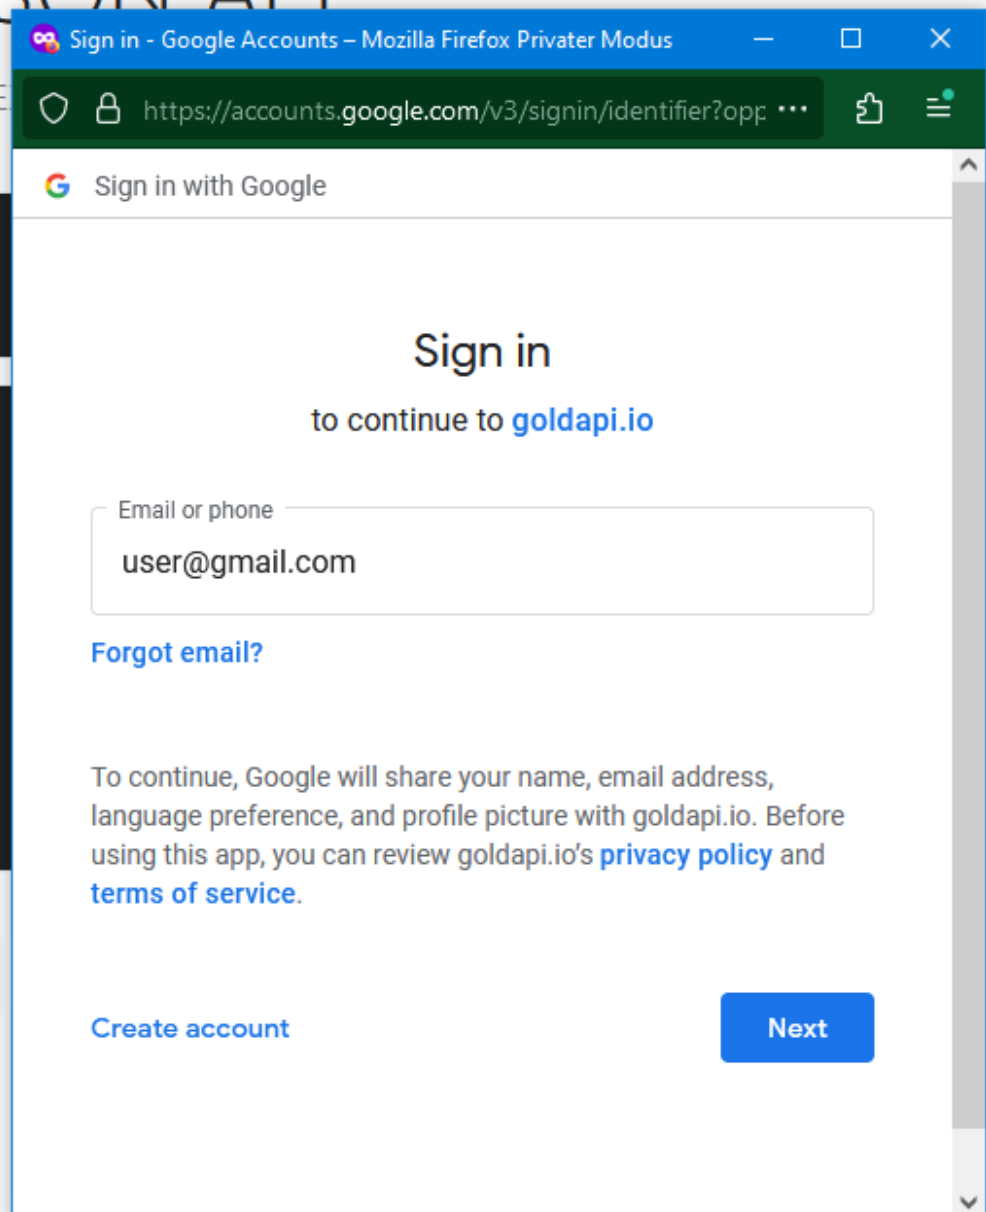 Sign in - Google Accounts – Mozilla Firefox Privater Modus
https://accounts.google.com/v3/signin/identifier?opp
Sign in with Google
Sign in
to continue to goldapi.io
Email or phone
user@gmail.com
Forgot email?
To continue, Google will share your name, email address,
language preference, and profile picture with goldapi.io. Before
using this app, you can review goldapi.io’s privacy policy and
terms of service.
Create account
Next